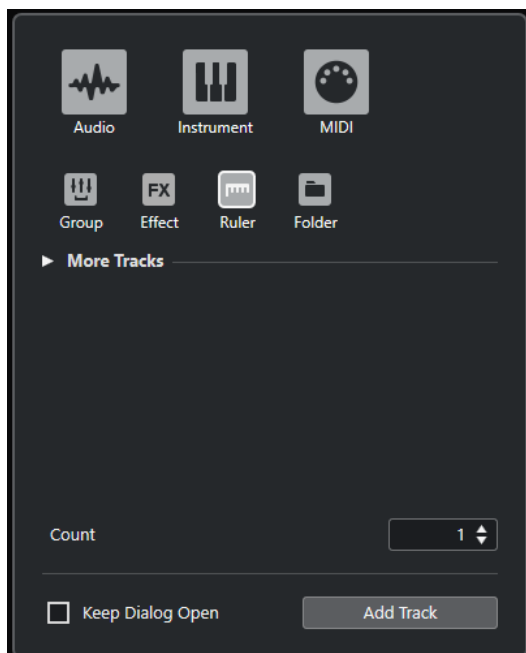 Audio Instrument MIDI
FX
Group Effect Ruler Folder
More Tracks
Count 1
Keep Dialog Open Add Track